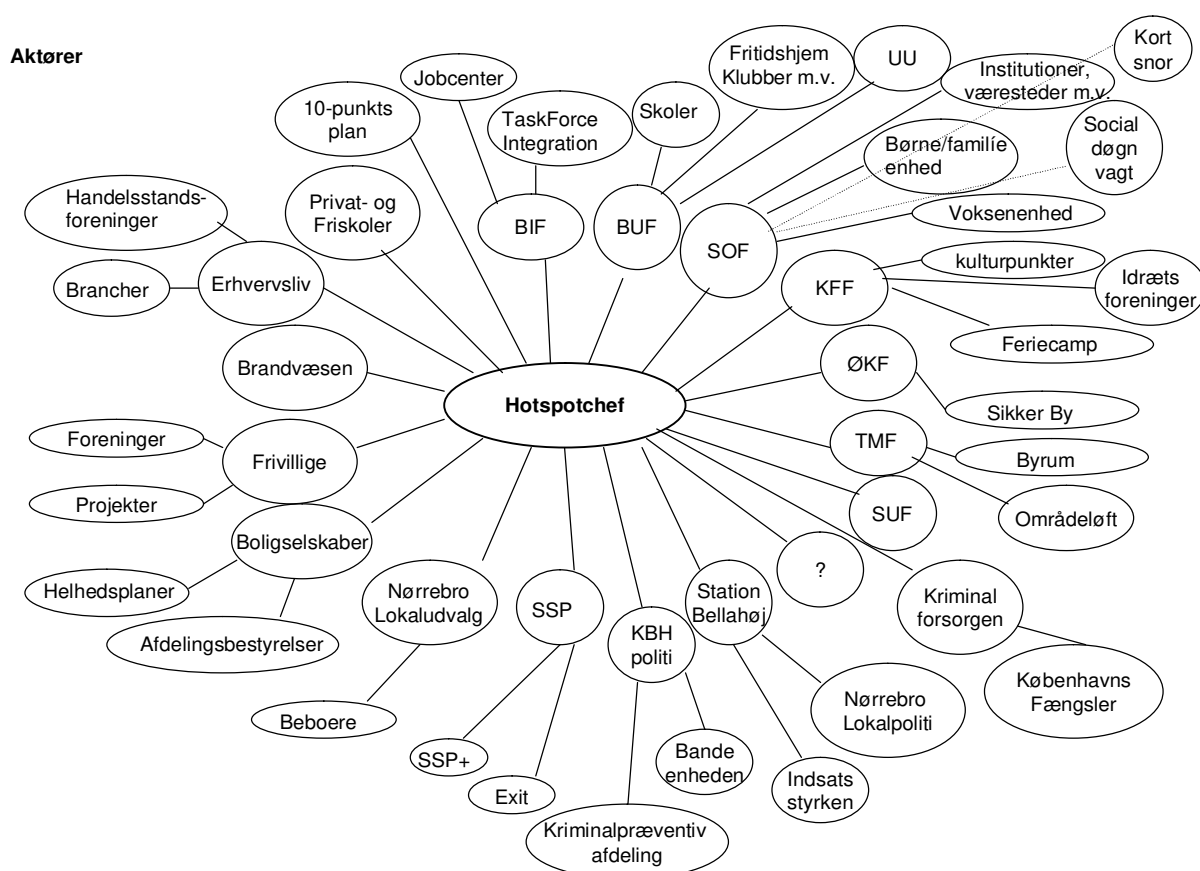 Aktører
Kort
snor
Fritidshjem
Klubber m.v.
UU
Institutioner,
væresteder m.v.
Jobcenter
10-punkts
plan
TaskForce
Integration
Skoler
Social
døgn
vagt
Børne/familie
enhed
Handelsstands-
foreninger
Privat- og
Friskoler
BIF
BUF
SOF
Voksenenhed
kulturpunkter
Brancher
Erhvervsliv
KFF
Idræts
foreninger
Feriecamp
Brandvæsen
ØKF
Hotspotchef
Sikker By
Foreninger
Frivillige
TMF
Byrum
Projekter
SUF
Områdeløft
Boligselskaber
?
Helhedsplaner
Nørrebro
Lokaludvalg
SSP
Station
Bellahøj
Kriminal
forsorgen
KBH
politi
Afdelingsbestyrelser
Københavns
Fængsler
Beboere
Nørrebro
Lokalpoliti
SSP+
Bande
enheden
Exit
Indsats
styrken
Kriminalpræventiv
afdeling